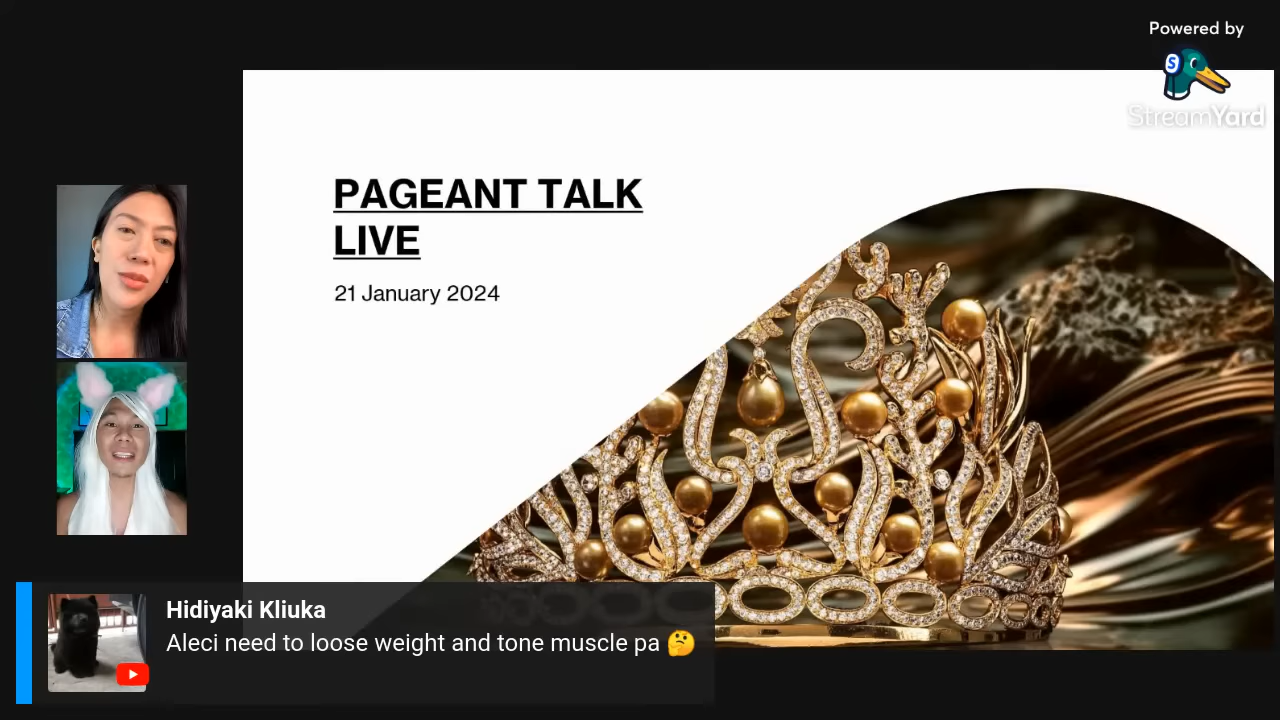 Powered by
S
StreamYard
PAGEANT TALK
LIVE
21 January 2024
Hidiyaki Kliuka
Aleci need to loose weight and tone muscle pa 🤔